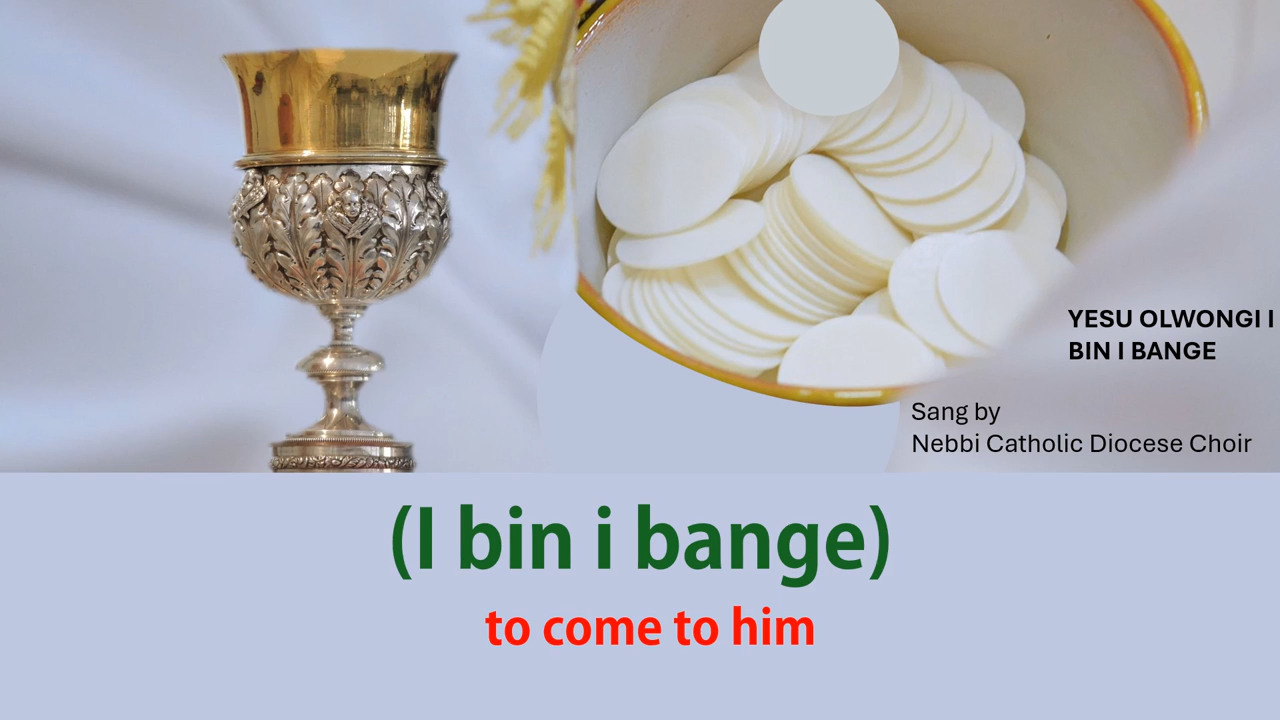 YESU OLWONGI I
BIN I BANGE
Sang by
Nebbi Catholic Diocese Choir
(I bin i bange)
to come to him